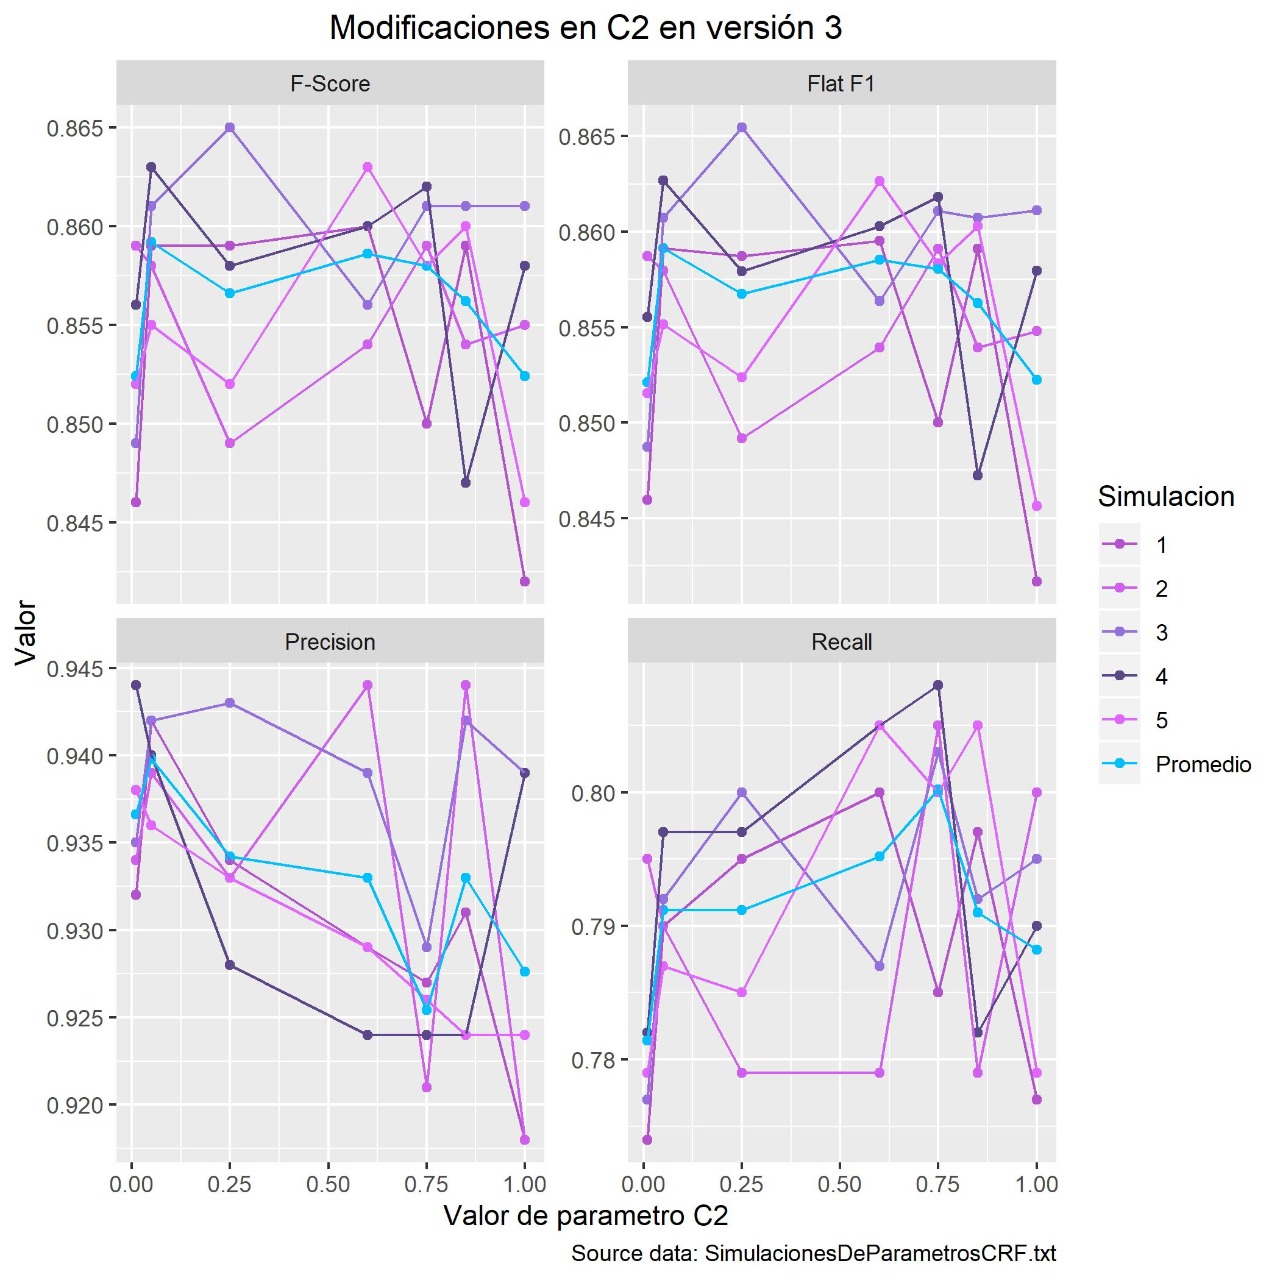 Modificaciones en C2 en versión 3
F-Score
Flat F1
0.865
0.860
0.855
0.850
0.845
0.865
0.860
0.855
0.850
0.845
Valor
Precision
Recall
0.945
0.940
0.935
0.930
0.925
0.920
0.80
0.79
0.78
0.00 0.25 0.50 0.75 1.00
0.00 0.25 0.50 0.75 1.00
Valor de parametro C2
Source data: SimulacionesDeParametrosCRF.txt
Simulacion
1
2
3
4
5
Promedio